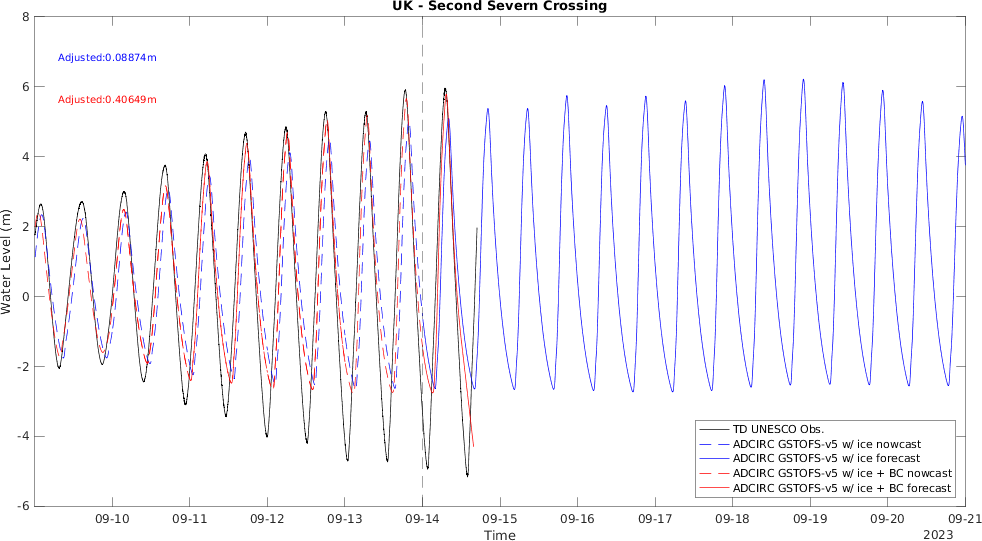 UK - Second Severn Crossing
Adjusted:0.08874m
Adjusted:0.40649m
Water Level (m)
8
6
4
2
0
-2
-4
-6
TD UNESCO Obs.
ADCIRC GSTOFS-v5 w/ ice nowcast
ADCIRC GSTOFS-v5 w/ ice forecast
ADCIRC GSTOFS-v5 w/ ice + BC nowcast
ADCIRC GSTOFS-v5 w/ ice + BC forecast
09-10 09-11 09-12 09-13 09-14 09-15 09-16 09-17 09-18 09-19 09-20 09-21
Time
2023